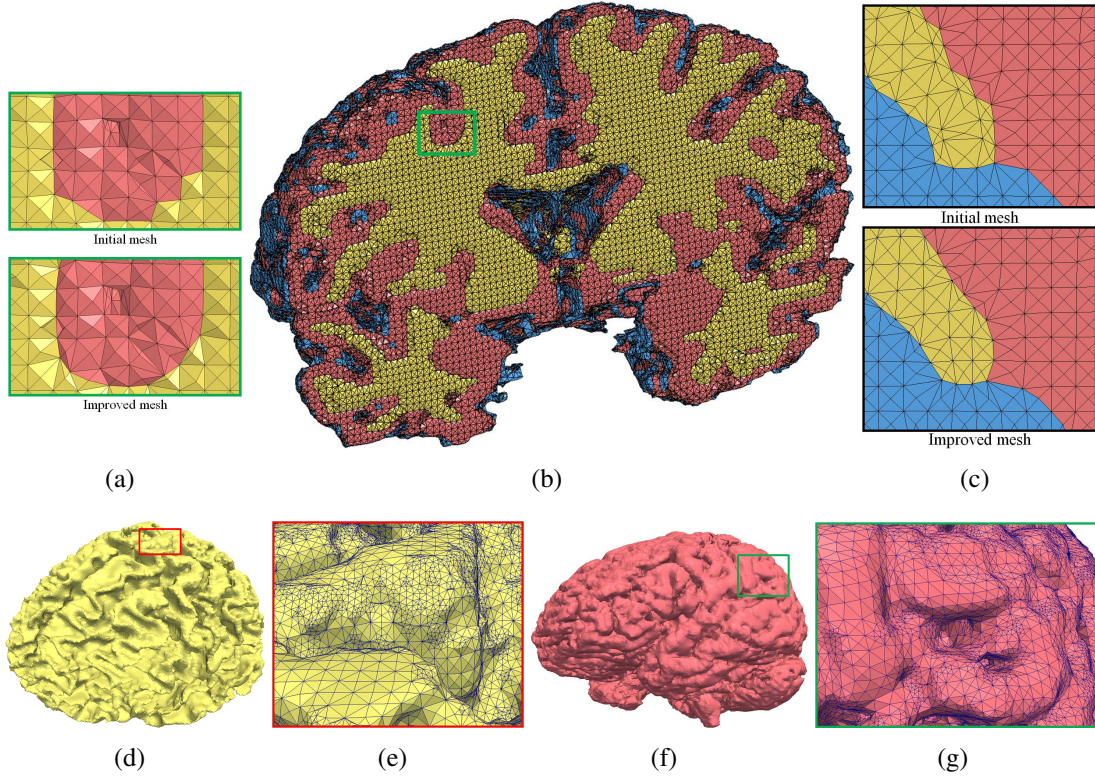 Initial mesh
Improved mesh
Initial mesh
Improved mesh
(a)
(b)
(c)
(d)
(e)
(f)
(g)